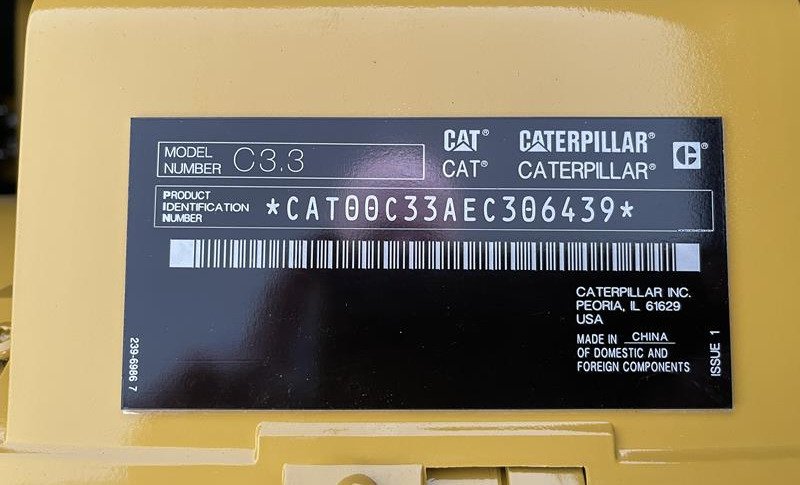 MODEL
NUMBER C3.3
CAT® CATERPILLAR®
CAT® CATERPILLAR®
PRODUCT
IDENTIFICATION
NUMBER
*CAT00C33AEC306439*
CATERPILLAR INC.
PEORIA, IL 61629
USA
MADE IN CHINA
OF DOMESTIC AND
FOREIGN COMPONENTS
239-6986 7
ISSUE 1